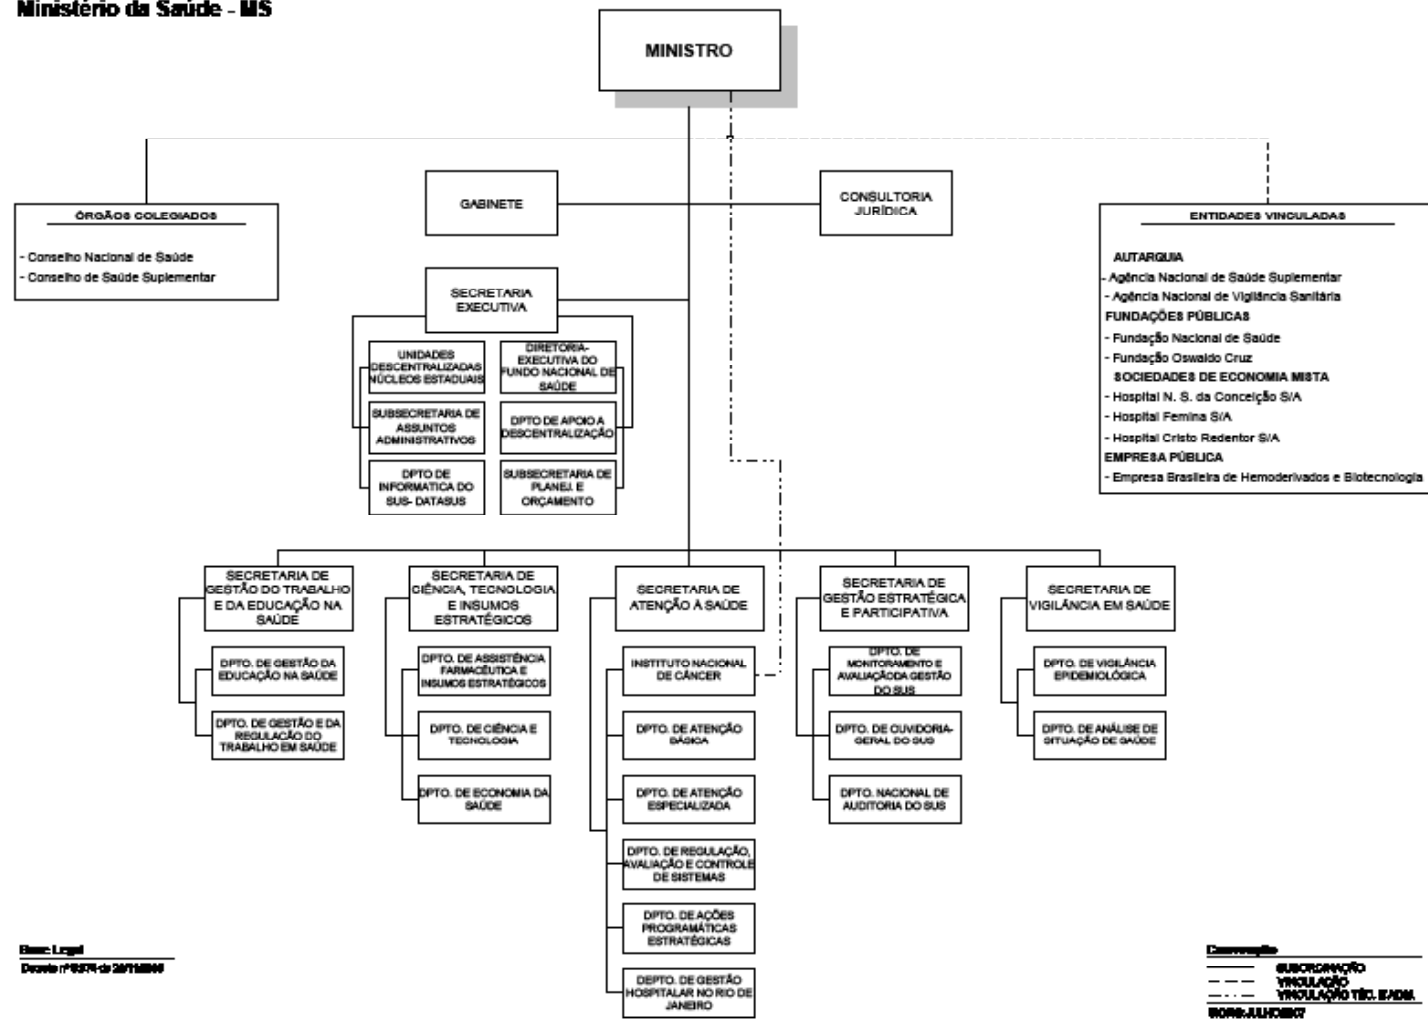 Ministério da Saúde - MS
MINISTRO
GABINETE
CONSULTORIA
JURÍDICA
ÓRGÃOS COLEGIADOS
- Conselho Nacional de Saúde
- Conselho de Saúde Suplementar
ENTIDADES VINCULADAS
AUTARQUIA
- Agência Nacional de Saúde Suplementar
- Agência Nacional de Vigilância Sanitária
FUNDAÇÕES PÚBLICAS
- Fundação Nacional de Saúde
- Fundação Oswaldo Cruz
SOCIEDADES DE ECONOMIA MISTA
- Hospital N. S. da Conceição S/A
- Hospital Femina S/A
- Hospital Cristo Redentor S/A
EMPRESA PÚBLICA
- Empresa Brasileira de Hemoderivados e Biotecnologia
SECRETARIA
EXECUTIVA
UNIDADES
DESCENTRALIZADAS
NÚCLEOS ESTADUAIS
DIRETORIA-
EXECUTIVA DO
FUNDO NACIONAL DE
SAÚDE
SUBSECRETARIA DE
ASSUNTOS
ADMINISTRATIVOS
DPTO DE APOIO A
DESCENTRALIZAÇÃO
DPTO DE
INFORMATICA DO
SUS- DATASUS
SUBSECRETARIA DE
PLANEJ. E
ORÇAMENTO
SECRETARIA DE
GESTÃO DO TRABALHO
E DA EDUCAÇÃO NA
SAÚDE
DPTO. DE GESTÃO DA
EDUCAÇÃO NA SAÚDE
DPTO. DE GESTÃO E DA
REGULAÇÃO DO
TRABALHO EM SAÚDE
SECRETARIA DE
CIÊNCIA, TECNOLOGIA
E INSUMOS
ESTRATÉGICOS
DPTO. DE ASSISTÊNCIA
FARMACÊUTICA E
INSUMOS ESTRATÉGICOS
DPTO. DE CIÊNCIA E
TECNOLOGIA
DPTO. DE ECONOMIA DA
SAÚDE
SECRETARIA DE
ATENÇÃO À SAÚDE
INSTITUTO NACIONAL
DE CÂNCER
DPTO. DE ATENÇÃO
BÁSICA
DPTO. DE ATENÇÃO
ESPECIALIZADA
DPTO. DE REGULAÇÃO,
AVALIAÇÃO E CONTROLE
DE SISTEMAS
DPTO. DE AÇÕES
PROGRAMÁTICAS
ESTRATÉGICAS
DEPTO. DE GESTÃO
HOSPITALAR NO RIO DE
JANEIRO
SECRETARIA DE
GESTÃO ESTRATÉGICA
E PARTICIPATIVA
DPTO. DE
MONITORAMENTO E
AVALIAÇÃODA GESTÃO
DO SUS
DPTO. DE OUVIDORIA-
GERAL DO SUS
DPTO. NACIONAL DE
AUDITORIA DO SUS
SECRETARIA DE
VIGILÂNCIA EM SAÚDE
DPTO. DE VIGILÂNCIA
EPIDEMIOLÓGICA
DPTO. DE ANÁLISE DE
SITUAÇÃO DE SAÚDE
Base Legal
Decreto nº de
Convenção
SUBORDINAÇÃO
VINCULAÇÃO
VINCULAÇÃO TÉC. E ADM.